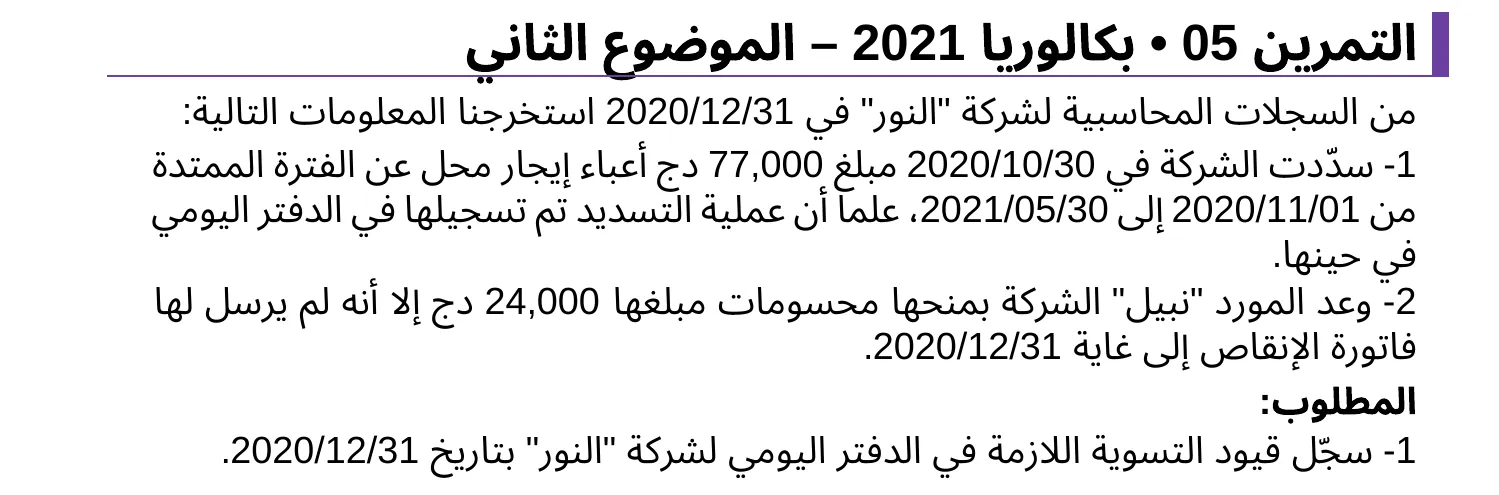 التمرين 05 • بكالوريا 2021 – الموضوع الثاني
من السجلات المحاسبية لشركة "النور" في 2020/12/31 استخرجنا المعلومات التالية:
1- سدّدت الشركة في 2020/10/30 مبلغ 77,000 دج أعباء إيجار محل عن الفترة الممتدة
من 2020/11/01 إلى 2021/05/30، علما أن عملية التسديد تم تسجيلها في الدفتر اليومي
في حينها.
2- وعد المورد "نبيل" الشركة بمنحها محسومات مبلغها 24,000 دج إلا أنه لم يرسل لها
فاتورة الإنقاص إلى غاية 2020/12/31.
المطلوب:
1- سجّل قيود التسوية اللازمة في الدفتر اليومي لشركة "النور" بتاريخ 2020/12/31.